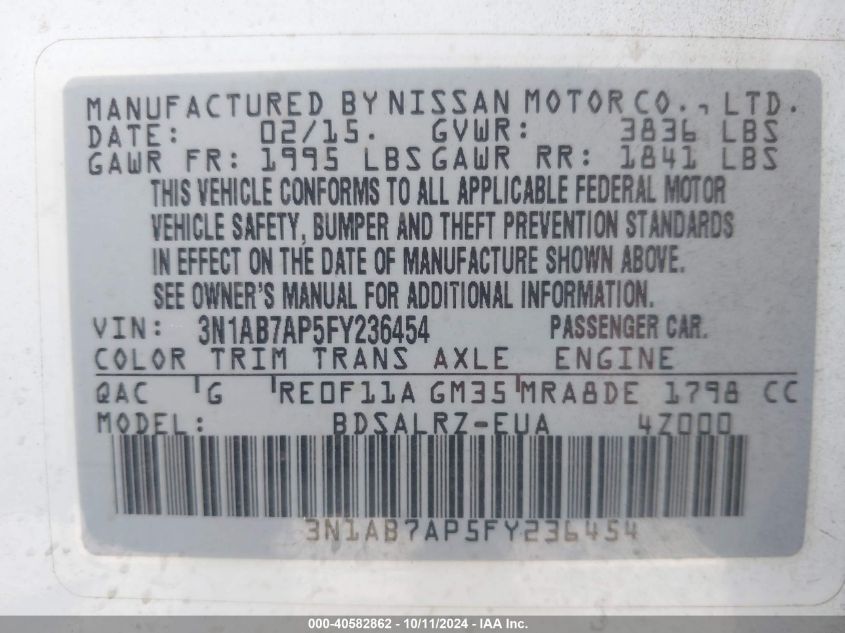 MANUFACTURED BY NISSAN MOTOR CO., LTD.
DATE: 02/15. GVWR: 3836 LBS
GAWR FR: 1995 LBS GAWR RR: 1841 LBS
THIS VEHICLE CONFORMS TO ALL APPLICABLE FEDERAL MOTOR
VEHICLE SAFETY, BUMPER AND THEFT PREVENTION STANDARDS
IN EFFECT ON THE DATE OF MANUFACTURE SHOWN ABOVE.
SEE OWNER'S MANUAL FOR ADDITIONAL INFORMATION.
VIN: 3N1AB7AP5FY236454 PASSENGER CAR.
COLOR TRIM TRANS AXLE ENGINE
QAC G RE0F11A GM35 MRA8DE 1798 CC
MODEL: BDSALRZ-EUA 4Z000
3N1AB7AP5FY236454
000-40582862 - 10/11/2024 - IAA Inc.